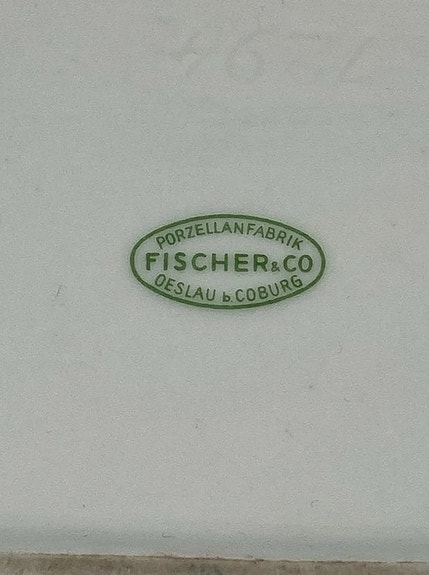 PORZELLANFABRIK
FISCHER & CO
OESLAU b. COBURG